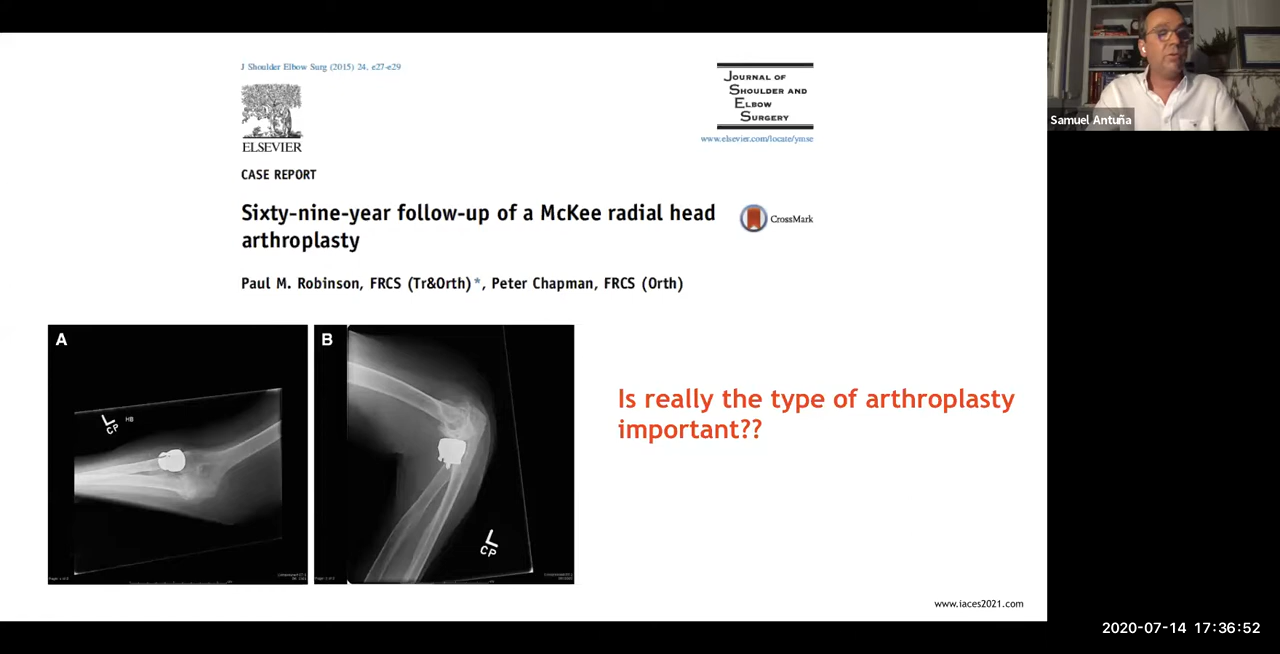 J Shoulder Elbow Surg (2015) 24, e27-e29
ELSEVIER
JOURNAL OF
SHOULDER AND
ELBOW
SURGERY
www.elsevier.com/locate/ymse
CASE REPORT
Sixty-nine-year follow-up of a McKee radial head
arthroplasty
CrossMark
Paul M. Robinson, FRCS (Tr&Orth)*, Peter Chapman, FRCS (Orth)
A
L
CP
HB
B
L
CP
Is really the type of arthroplasty
important??
www.iaces2021.com
Samuel Antuña
2020-07-14 17:36:52